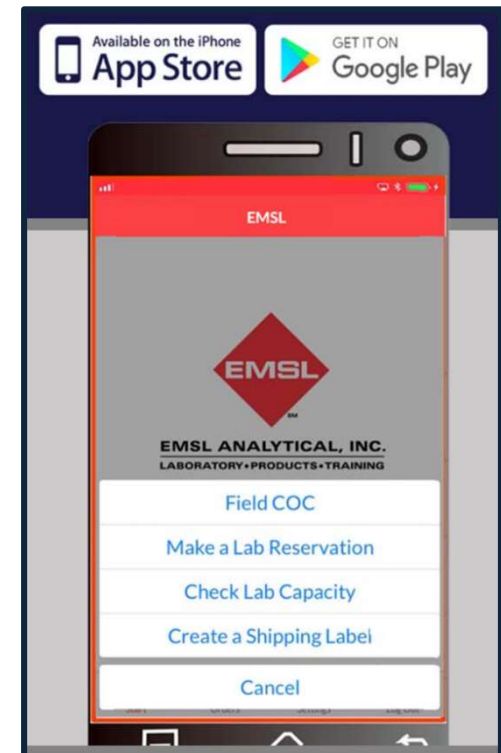 Available on the iPhone
App Store
GET IT ON
Google Play
EMSL
EMSL
SM
EMSL ANALYTICAL, INC.
LABORATORY•PRODUCTS•TRAINING
Field COC
Make a Lab Reservation
Check Lab Capacity
Create a Shipping Label
Cancel